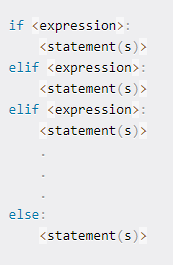 if <expression>:
    <statement(s)>
elif <expression>:
    <statement(s)>
elif <expression>:
    <statement(s)>
    .
    .
    .
else:
    <statement(s)>